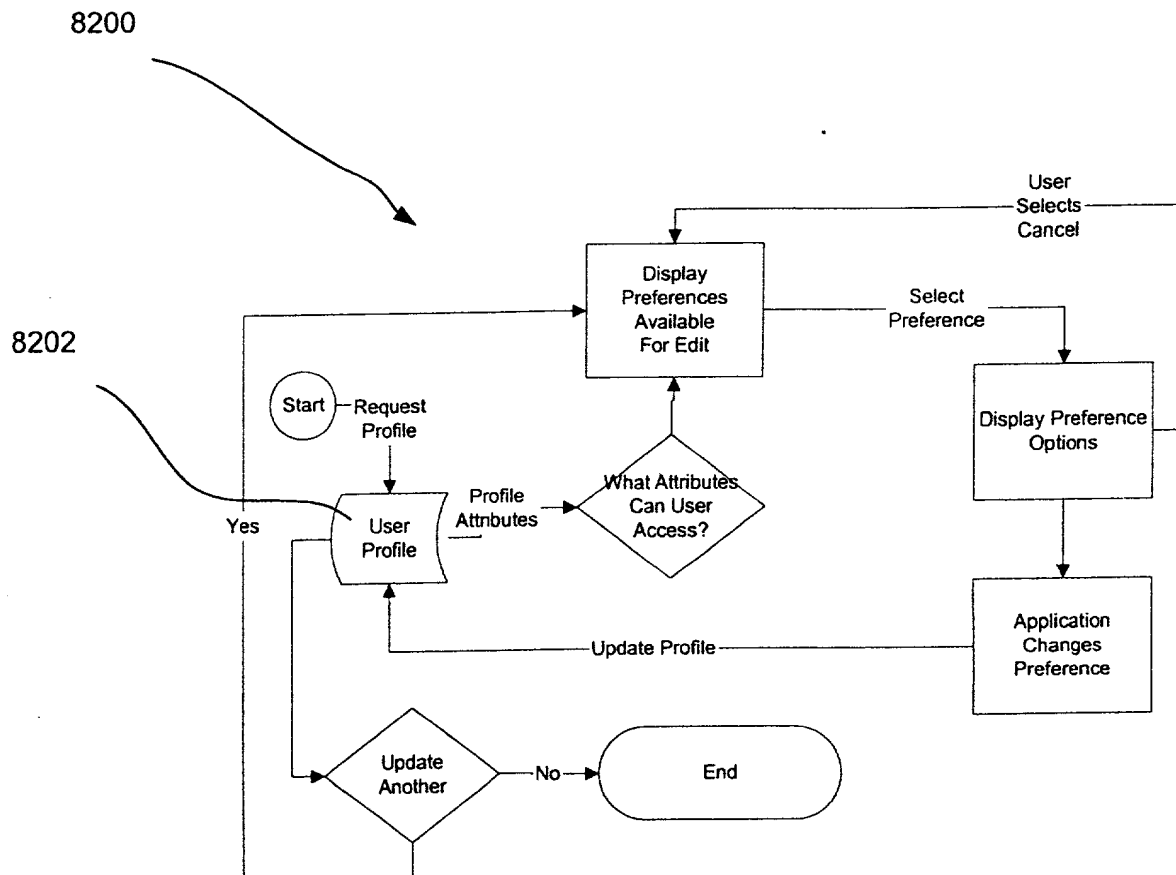 8200
User
Selects
Cancel
Display
Preferences
Available
For Edit
Select
Preference
8202
Start
Request
Profile
Display Preference
Options
What Attributes
Can User
Access?
Profile
Attributes
User
Profile
Yes
Application
Changes
Preference
Update Profile
Update
Another
No
End